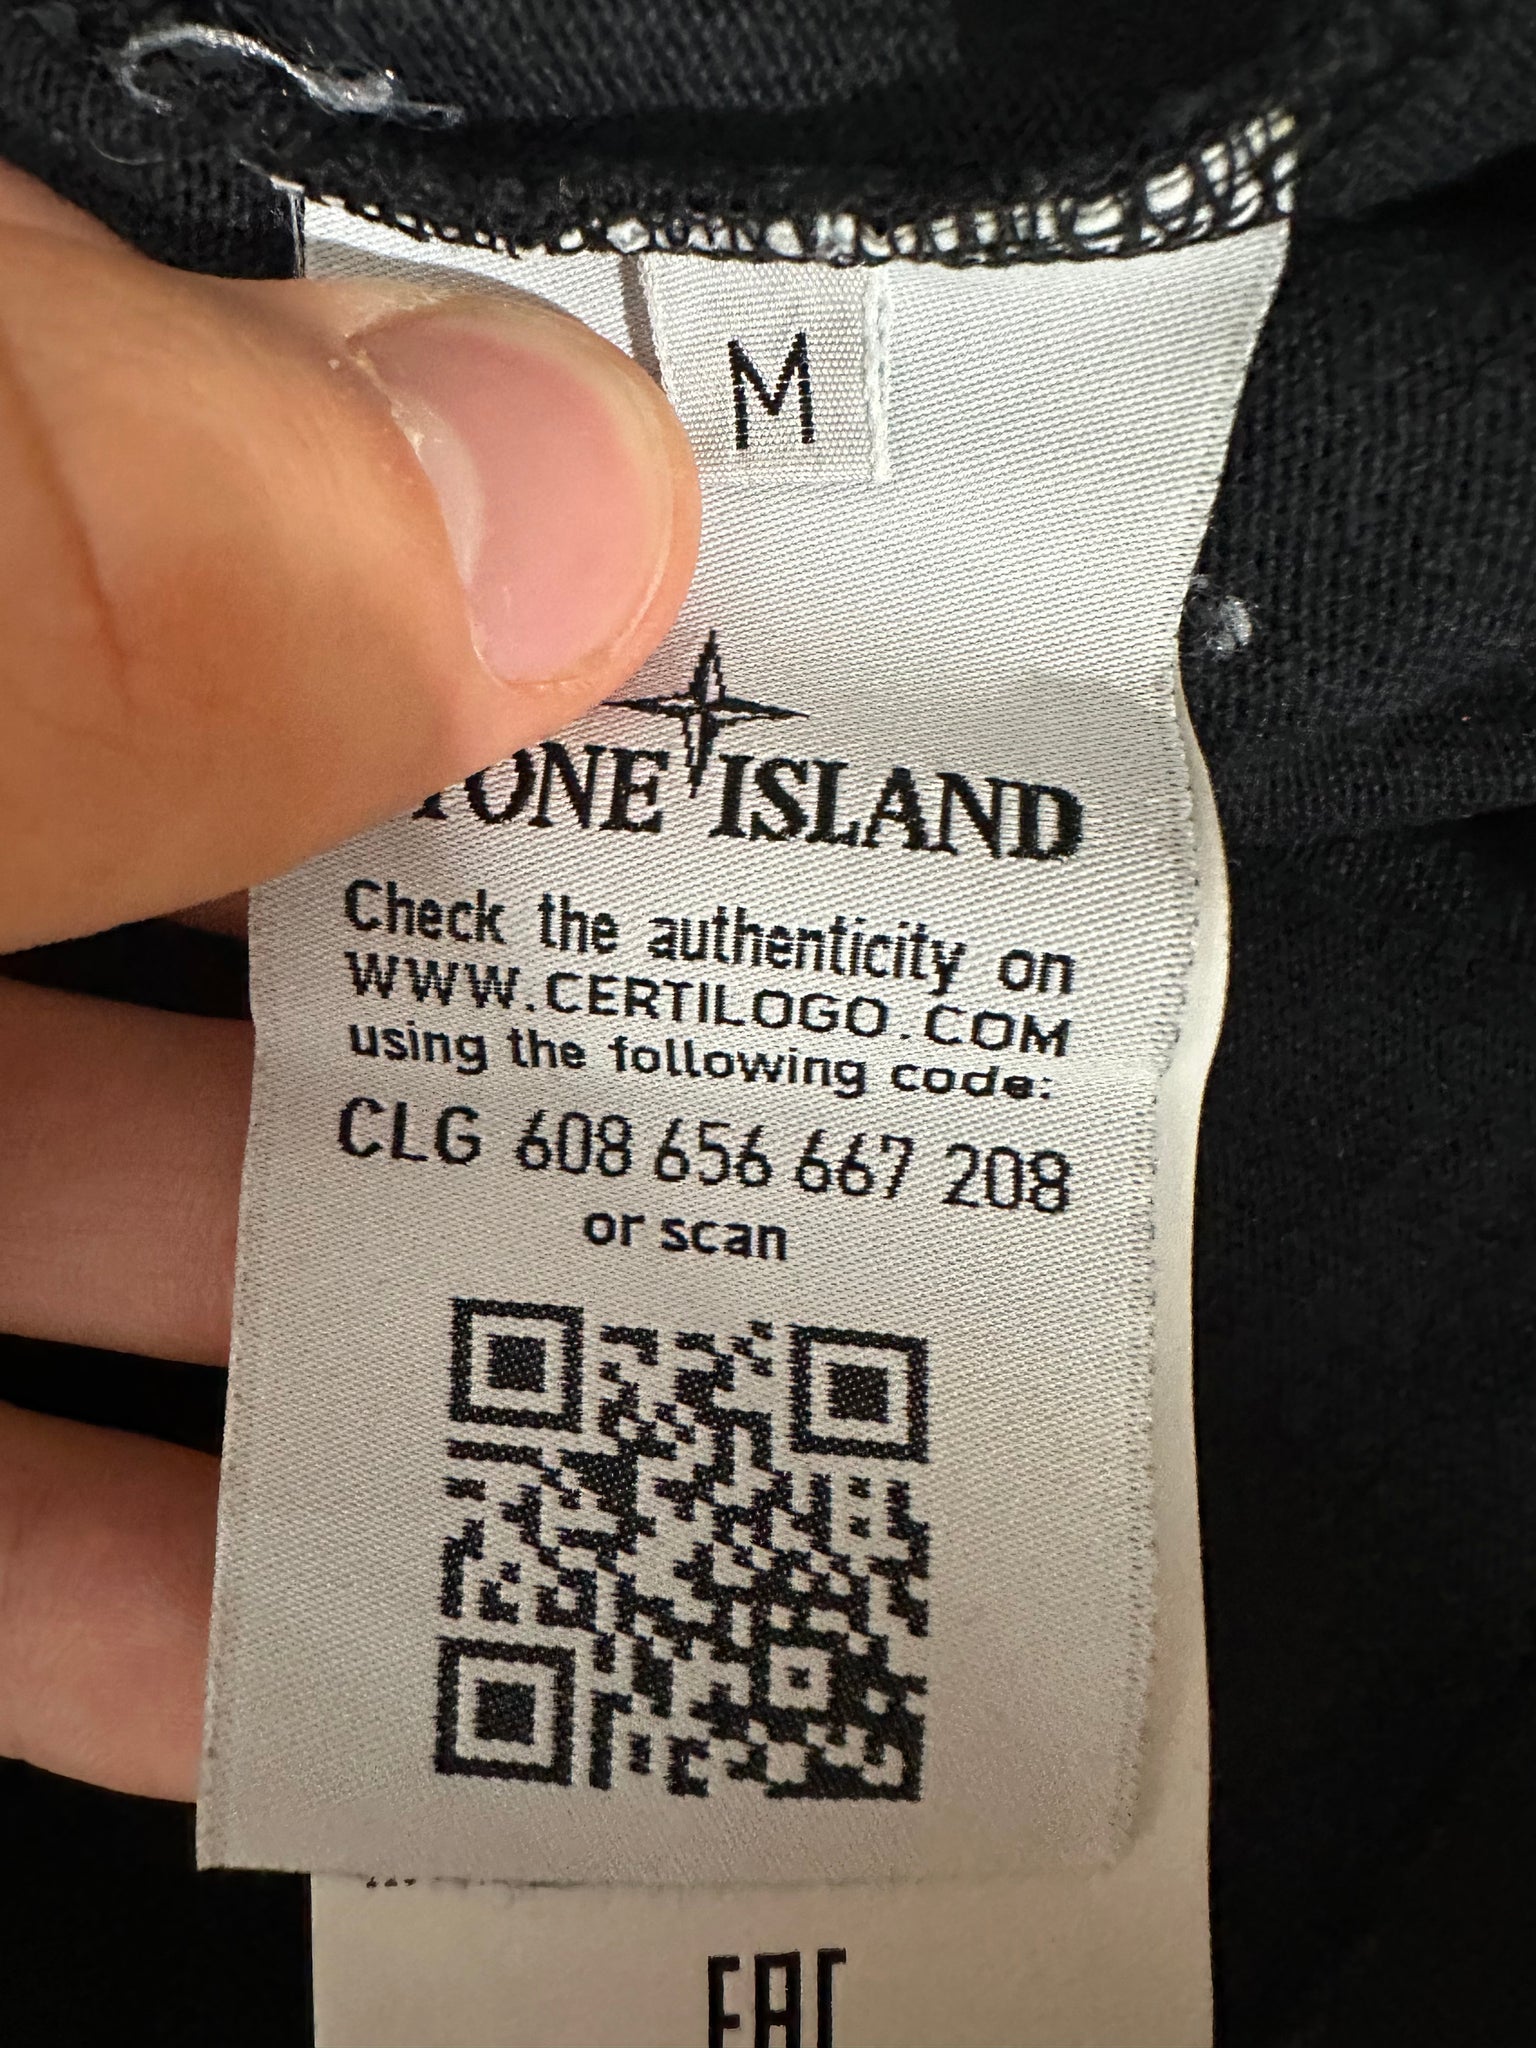 M
STONE ISLAND
Check the authenticity on
WWW.CERTILOGO.COM
using the following code:
CLG 608 656 667 208
or scan
EAC